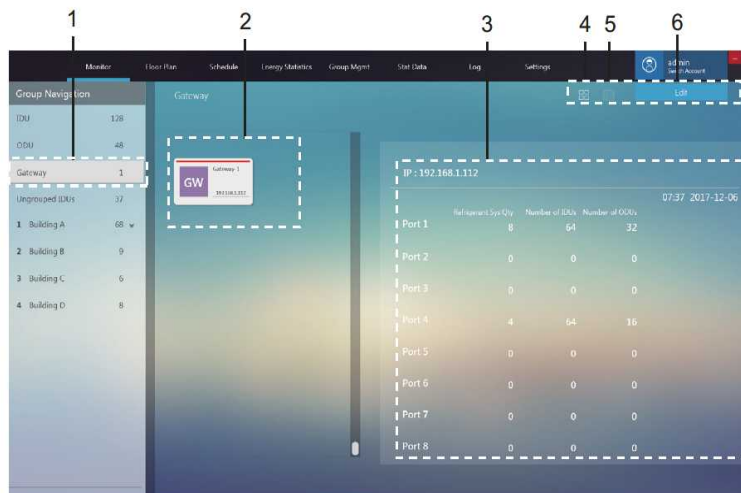 1 2 3 4 5 6
Monitor Floor Plan Schedule Energy Statistics Group Mgmt Stat Data Log Settings admin
Switch Account
Group Navigation Gateway Edit
IDU 128
ODU 48
Gateway 1
Ungrouped IDUs 37
1 Building A 68
2 Building B 9
3 Building C 6
4 Building D 8
GW Gateway 1
192.168.1.112
IP : 192.168.1.112
07:37 2017-12-06
Refrigerant Sys Qty Number of IDUs Number of ODUs
Port 1 8 64 32
Port 2 0 0 0
Port 3 0 0 0
Port 4 4 64 16
Port 5 0 0 0
Port 6 0 0 0
Port 7 0 0 0
Port 8 0 0 0